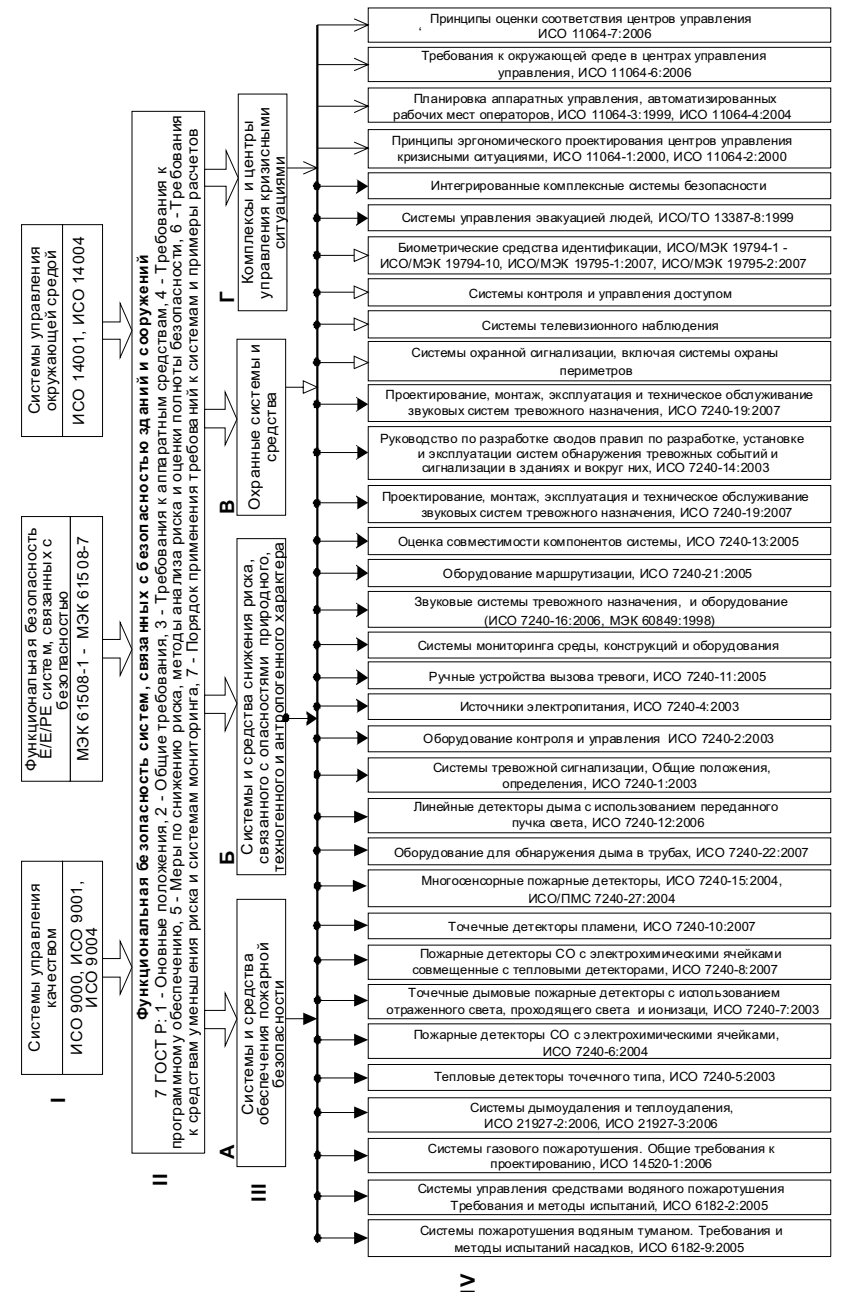 I
Системы управления
качеством
ИСО 9000, ИСО 9001,
ИСО 9004
Функциональная безопасность
Е/Е/РЕ систем, связанных с
безопасностью
МЭК 61508-1 - МЭК 61508-7
Системы управления
окружающей средой
ИСО 14001, ИСО 14004
II
Функциональная безопасность систем, связанных с безопасностью зданий и сооружений
7 ГОСТ Р: 1 - Оновные положения, 2 - Общие требования, 3 - Требования к аппаратным средствам, 4 - Требования к
программному обеспечению, 5 - Меры по снижению риска, методы анализа риска и оценки полноты безопасности, 6 - Требования
к средствам уменьшения риска и системам мониторинга, 7 - Порядок применения требований к системам и примеры расчетов
III
А
Системы и средства
обеспечения пожарной
безопасности
Б
Системы и средства снижения риска,
связанного с опасностями природного,
техногенного и антропогенного характера
В
Охранные системы и
средства
Г
Комплексы и центры
управления кризисными
ситуациями
IV
Принципы оценки соответствия центров управления
ИСО 11064-7:2006
Требования к окружающей среде в центрах управления
управления, ИСО 11064-6:2006
Планировка аппаратных управления, автоматизированных
рабочих мест операторов, ИСО 11064-3:1999, ИСО 11064-4:2004
Принципы эргономического проектирования центров управления
кризисными ситуациями, ИСО 11064-1:2000, ИСО 11064-2:2000
Интегрированные комплексные системы безопасности
Системы управления эвакуацией людей, ИСО/ТО 13387-8:1999
Биометрические средства идентификации, ИСО/МЭК 19794-1 -
ИСО/МЭК 19794-10, ИСО/МЭК 19795-1:2007, ИСО/МЭК 19795-2:2007
Системы контроля и управления доступом
Системы телевизионного наблюдения
Системы охранной сигнализации, включая системы охраны
периметров
Проектирование, монтаж, эксплуатация и техническое обслуживание
звуковых систем тревожного назначения, ИСО 7240-19:2007
Руководство по разработке сводов правил по разработке, установке
и эксплуатации систем обнаружения тревожных событий и
сигнализации в зданиях и вокруг них, ИСО 7240-14:2003
Проектирование, монтаж, эксплуатация и техническое обслуживание
звуковых систем тревожного назначения, ИСО 7240-19:2007
Оценка совместимости компонентов системы, ИСО 7240-13:2005
Оборудование маршрутизации, ИСО 7240-21:2005
Звуковые системы тревожного назначения, и оборудование
(ИСО 7240-16:2006, МЭК 60849:1998)
Системы мониторинга среды, конструкций и оборудования
Ручные устройства вызова тревоги, ИСО 7240-11:2005
Источники электропитания, ИСО 7240-4:2003
Оборудование контроля и управления ИСО 7240-2:2003
Системы тревожной сигнализации, Общие положения,
определения, ИСО 7240-1:2003
Линейные детекторы дыма с использованием переданного
пучка света, ИСО 7240-12:2006
Оборудование для обнаружения дыма в трубах, ИСО 7240-22:2007
Многосенсорные пожарные детекторы, ИСО 7240-15:2004,
ИСО/ПМС 7240-27:2004
Точечные детекторы пламени, ИСО 7240-10:2007
Пожарные детекторы СО с электрохимическими ячейками
совмещенные с тепловыми детекторами, ИСО 7240-8:2007
Точечные дымовые пожарные детекторы с использованием
отраженного света, проходящего света и ионизаци, ИСО 7240-7:2003
Пожарные детекторы СО с электрохимическими ячейками,
ИСО 7240-6:2004
Тепловые детекторы точечного типа, ИСО 7240-5:2003
Системы дымоудаления и теплоудаления,
ИСО 21927-2:2006, ИСО 21927-3:2006
Системы газового пожаротушения. Общие требования к
проектированию, ИСО 14520-1:2006
Системы управления средствами водяного пожаротушения
Требования и методы испытаний, ИСО 6182-2:2005
Системы пожаротушения водяным туманом. Требования и
методы испытаний насадков, ИСО 6182-9:2005